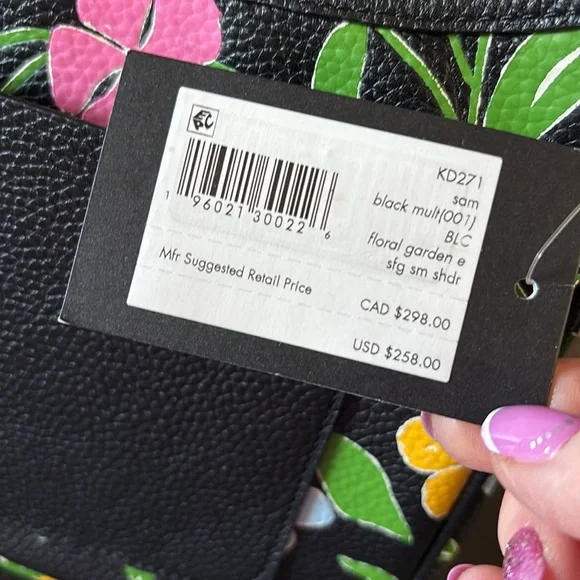 KD271
sam
black mult(001)
BLC
floral garden e
sfg sm shdr
1 96021 30022 6
Mfr Suggested Retail Price
CAD $298.00
USD $258.00